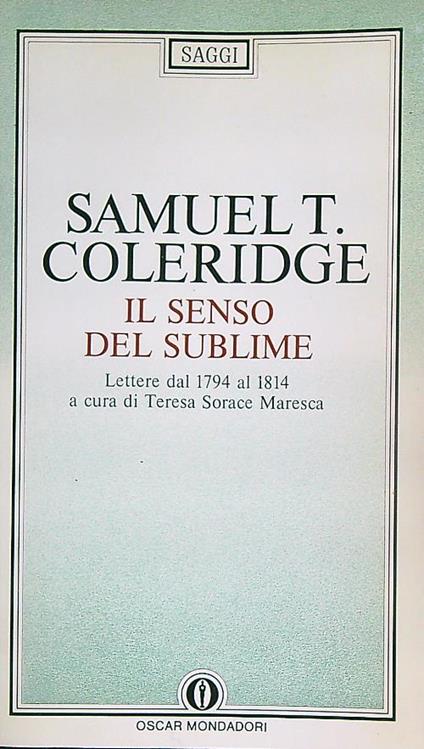 SAGGI
SAMUEL T.
COLERIDGE
IL SENSO
DEL SUBLIME
Lettere dal 1794 al 1814
a cura di Teresa Sorace Maresca
OSCAR MONDADORI